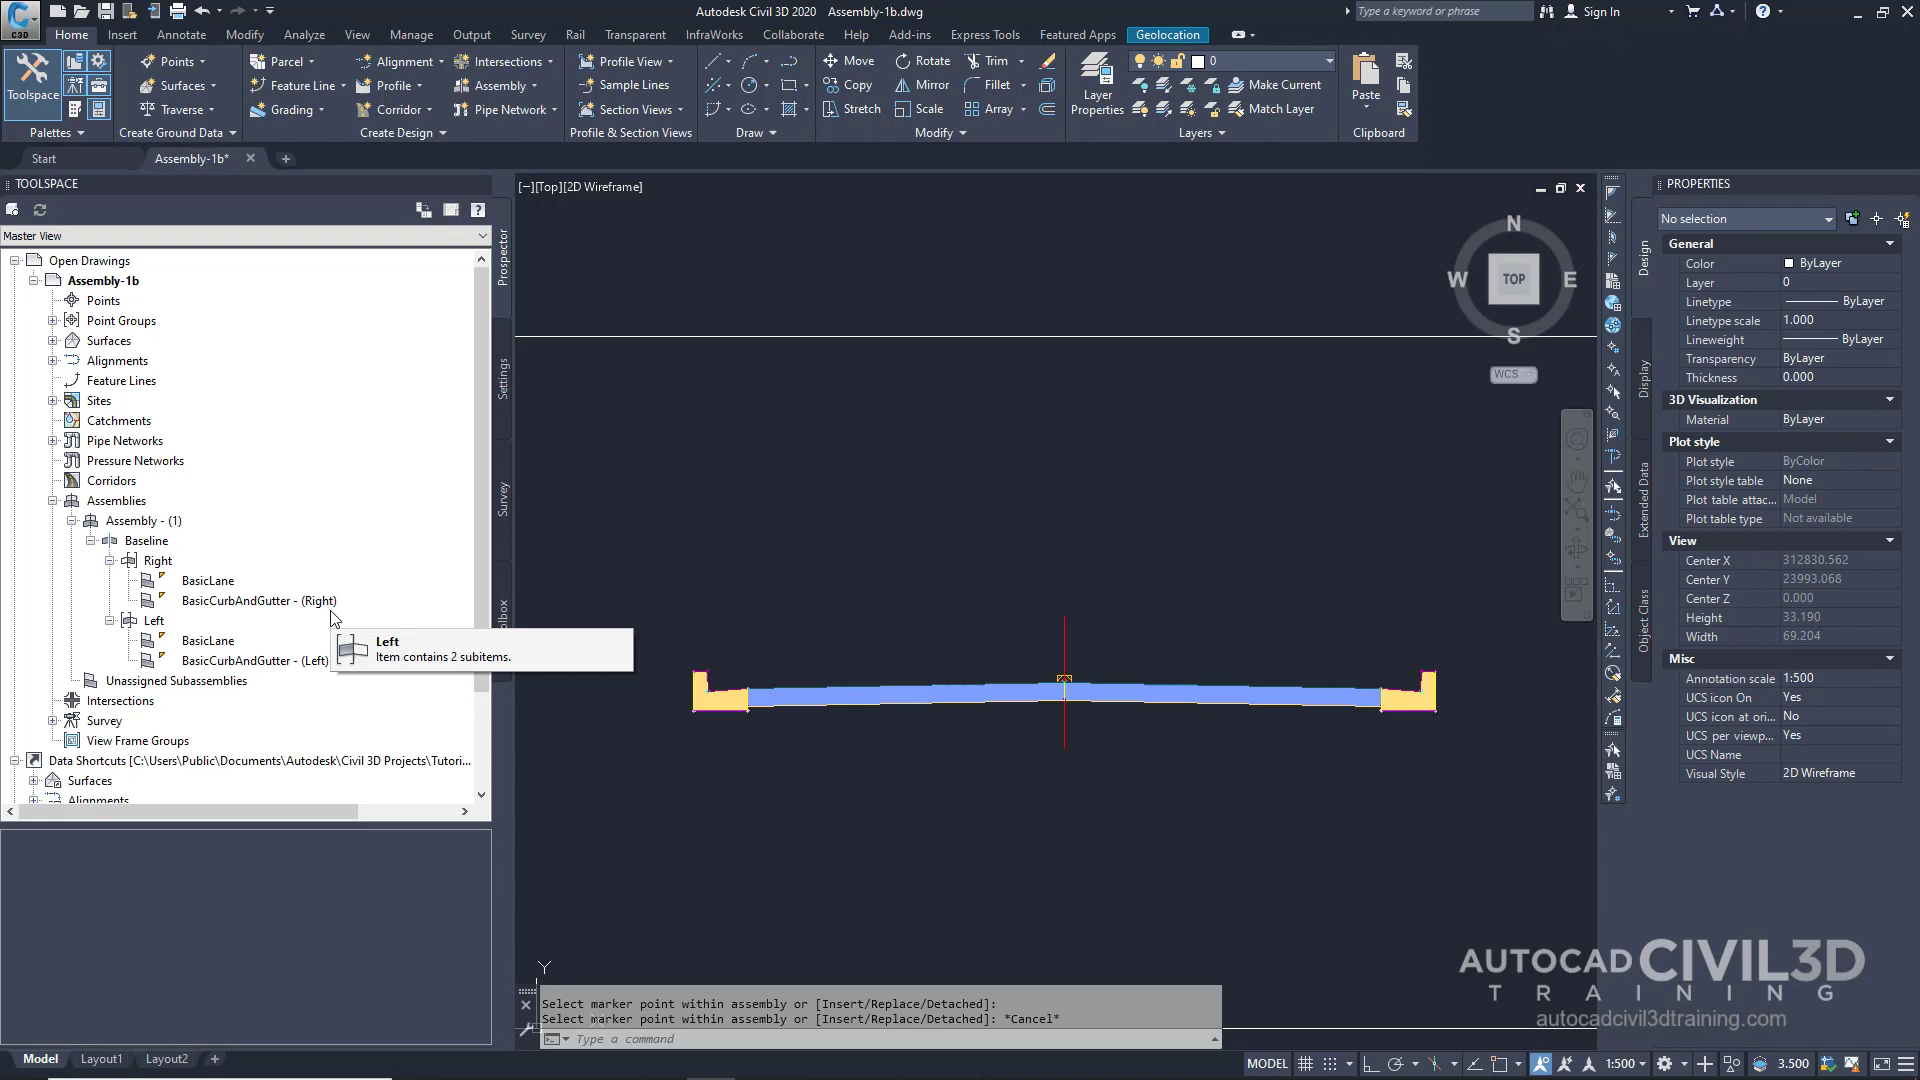 C3D
Autodesk Civil 3D 2020 Assembly-1b.dwg
Type a keyword or phrase
Sign In
Home Insert Annotate Modify Analyze View Manage Output Survey Rail Transparent InfraWorks Collaborate Help Add-ins Express Tools Featured Apps Geolocation
Toolspace
Points
Surfaces
Traverse
Parcel
Feature Line
Grading
Alignment
Profile
Corridor
Intersections
Assembly
Pipe Network
Profile View
Sample Lines
Section Views
Move
Copy
Stretch
Rotate
Mirror
Scale
Trim
Fillet
Array
Layer
Properties
0
Make Current
Match Layer
Paste
Palettes
Create Ground Data
Create Design
Profile & Section Views
Draw
Modify
Layers
Clipboard
Start
Assembly-1b*
TOOLSPACE
Master View
Open Drawings
Assembly-1b
Points
Point Groups
Surfaces
Alignments
Feature Lines
Sites
Catchments
Pipe Networks
Pressure Networks
Corridors
Assemblies
Assembly - (1)
Baseline
Right
BasicLane
BasicCurbAndGutter - (Right)
Left
BasicLane
BasicCurbAndGutter - (Left)
Unassigned Subassemblies
Intersections
Survey
View Frame Groups
Data Shortcuts [C:\Users\Public\Documents\Autodesk\Civil 3D Projects\Tutori...
Surfaces
Alignments
Left
Item contains 2 subitems.
Prospector
Settings
Survey
[−][Top][2D Wireframe]
N
W TOP E
S
WCS
Y
Select marker point within assembly or [Insert/Replace/Detached]:
Select marker point within assembly or [Insert/Replace/Detached]: *Cancel*
Type a command
PROPERTIES
No selection
Design
Display
Extended Data
Object Class
General
Color ByLayer
Layer 0
Linetype ByLayer
Linetype scale 1.000
Lineweight ByLayer
Transparency ByLayer
Thickness 0.000
3D Visualization
Material ByLayer
Plot style
Plot style ByColor
Plot style table None
Plot table attac... Model
Plot table type Not available
View
Center X 312830.562
Center Y 23993.068
Center Z 0.000
Height 33.190
Width 69.204
Misc
Annotation scale 1:500
UCS icon On Yes
UCS icon at ori... No
UCS per viewp... Yes
UCS Name
Visual Style 2D Wireframe
AUTOCAD CIVIL3D
TRAINING
autocadcivil3dtraining.com
Model Layout1 Layout2
MODEL 1:500 3.500